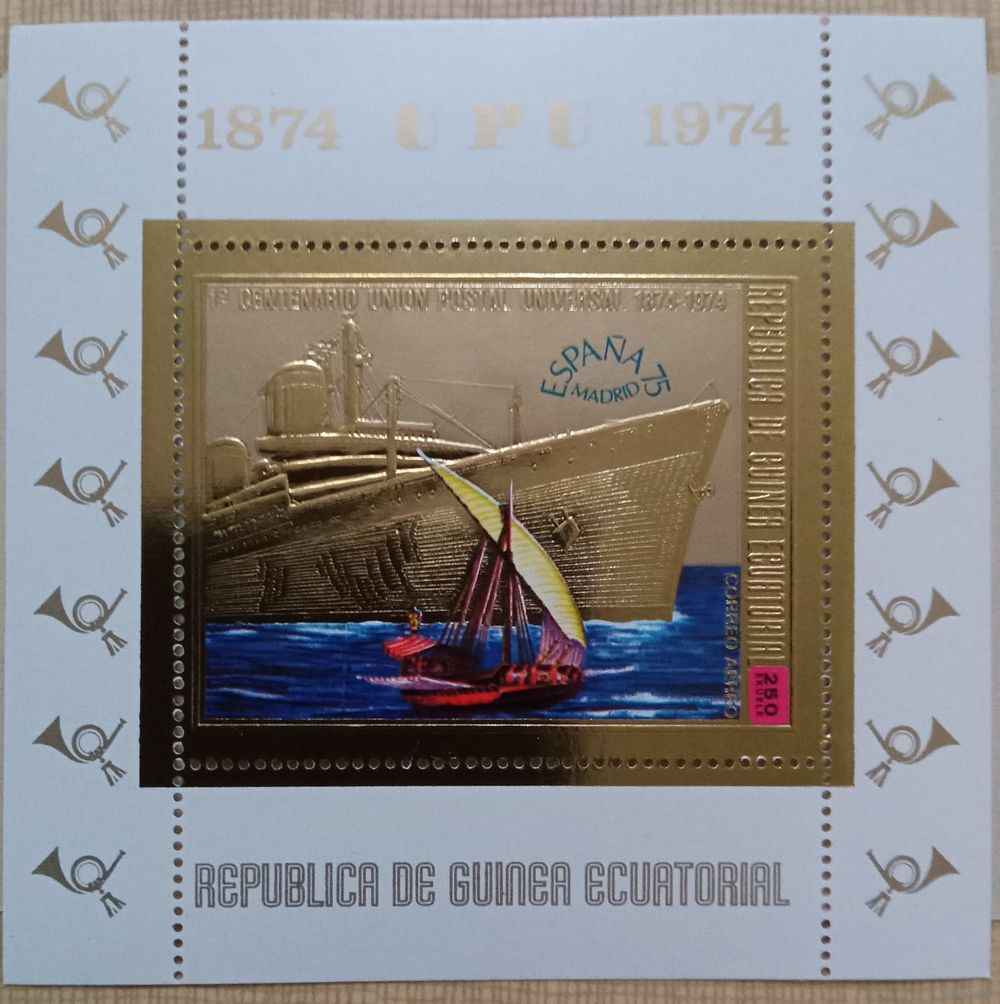 1874 UPU 1974
1º CENTENARIO UNION POSTAL UNIVERSAL 1874-1974
ESPAÑA 75
MADRID
REPUBLICA DE GUINEA ECUATORIAL
CORREO AEREO
250
EKUELE
REPUBLICA DE GUINEA ECUATORIAL